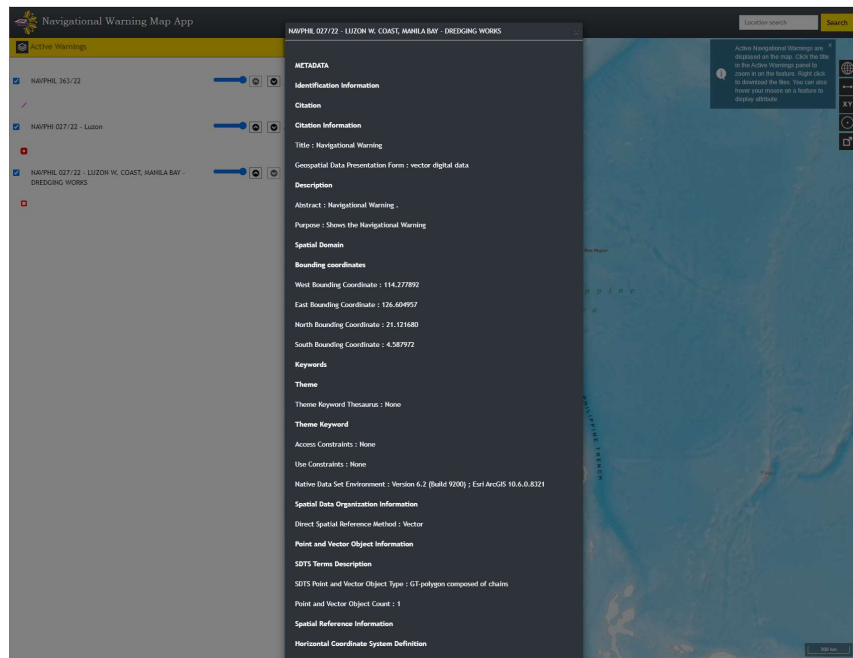 Navigational Warning Map App
Location search
Search
Active Warnings
NAVPHIL 363/22
NAVPHI 027/22 - Luzon
NAVPHIL 027/22 - LUZON W. COAST, MANILA BAY -
DREDGING WORKS
NAVPHIL 027/22 - LUZON W. COAST, MANILA BAY - DREDGING WORKS
METADATA
Identification Information
Citation
Citation Information
Title : Navigational Warning
Geospatial Data Presentation Form : vector digital data
Description
Abstract : Navigational Warning .
Purpose : Shows the Navigational Warning
Spatial Domain
Bounding coordinates
West Bounding Coordinate : 114.277892
East Bounding Coordinate : 126.604957
North Bounding Coordinate : 21.121680
South Bounding Coordinate : 4.587972
Keywords
Theme
Theme Keyword Thesaurus : None
Theme Keyword
Access Constraints : None
Use Constraints : None
Native Data Set Environment : Version 6.2 (Build 9200) ; Esri ArcGIS 10.6.0.8321
Spatial Data Organization Information
Direct Spatial Reference Method : Vector
Point and Vector Object Information
SDTS Terms Description
SDTS Point and Vector Object Type : GT-polygon composed of chains
Point and Vector Object Count : 1
Spatial Reference Information
Horizontal Coordinate System Definition
Active Navigational Warnings are
displayed on the map. Click the title
in the Active Warnings panel to
zoom in on the feature. Right click
to download the files. You can also
hover your mouse on a feature to
display attribute.
XY
PHILIPPINE TRENCH